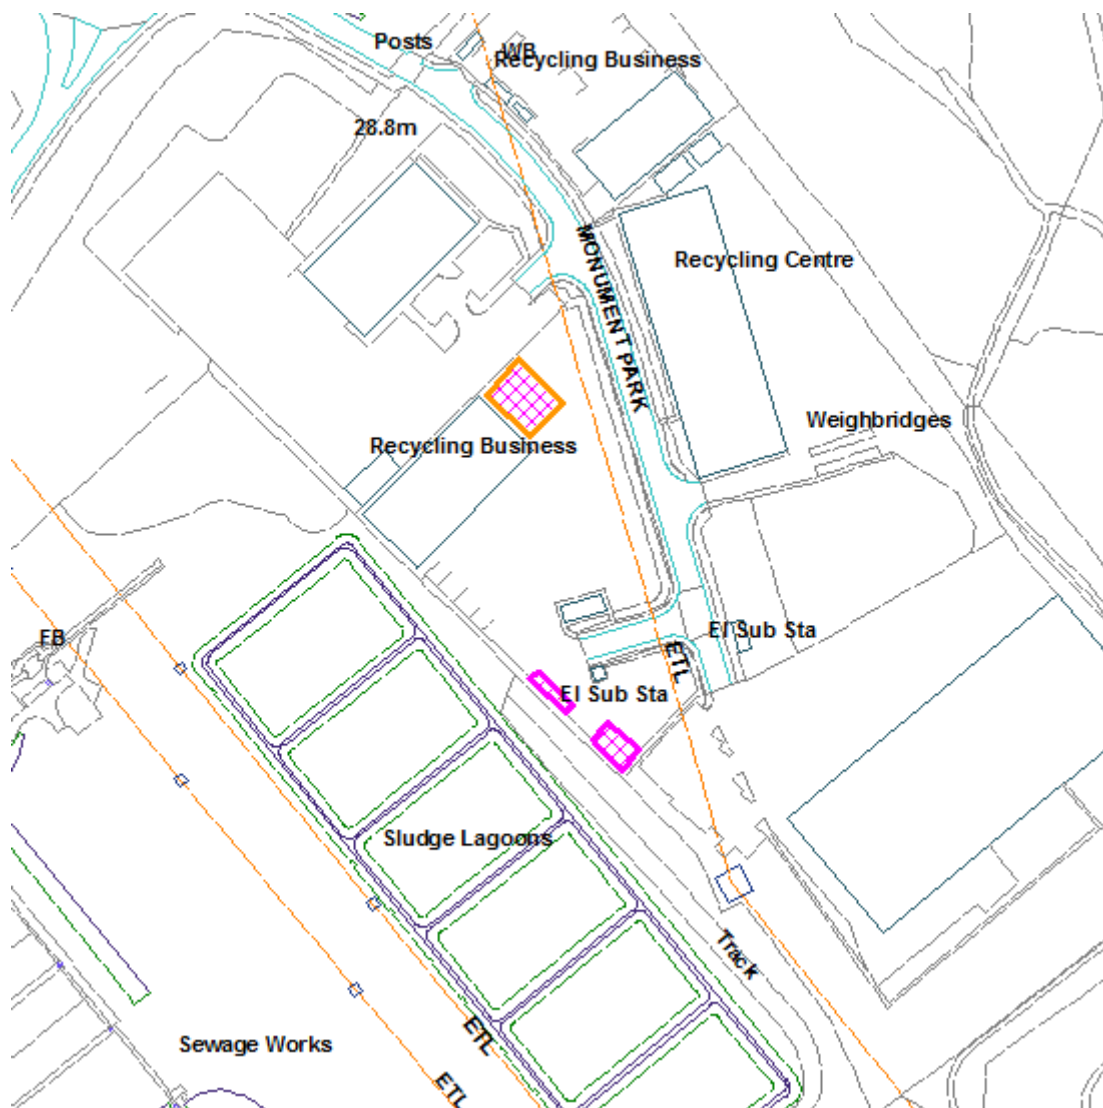 Posts
WB
Recycling Business
28.8m
MONUMENT PARK
Recycling Centre
Weighbridges
Recycling Business
El Sub Sta
FB
ETL
El Sub Sta
Sludge Lagoons
Track
Sewage Works
ETL
ETL